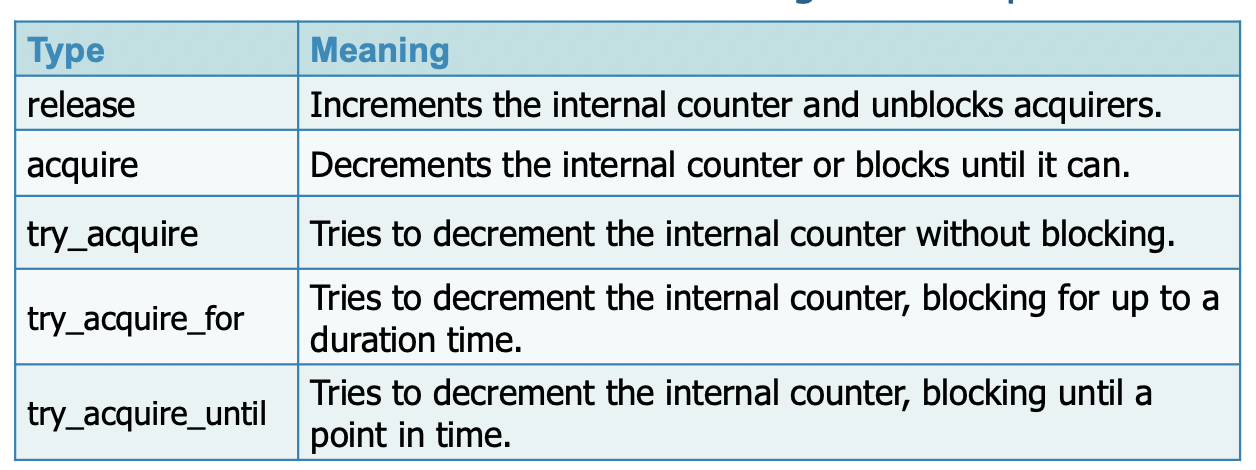 Type Meaning
release Increments the internal counter and unblocks acquirers.
acquire Decrements the internal counter or blocks until it can.
try_acquire Tries to decrement the internal counter without blocking.
try_acquire_for Tries to decrement the internal counter, blocking for up to a
duration time.
try_acquire_until Tries to decrement the internal counter, blocking until a
point in time.